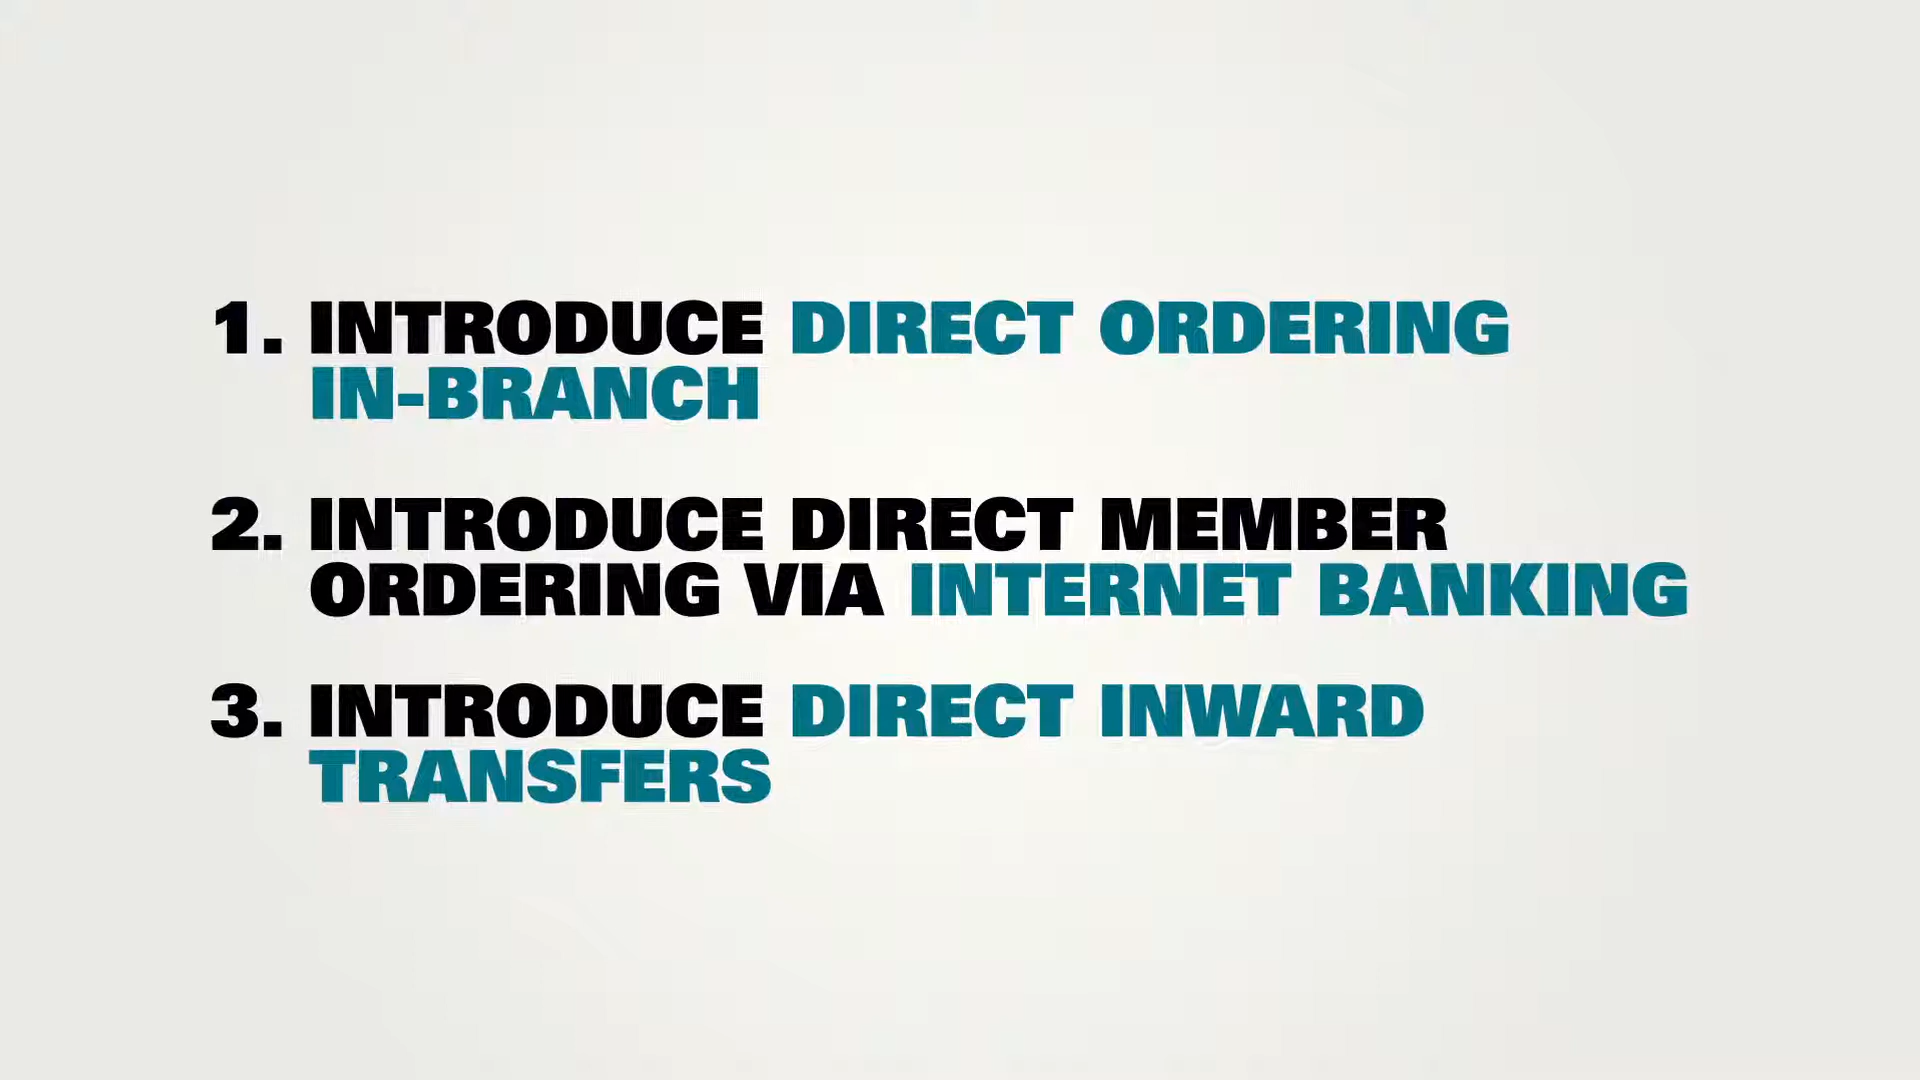 1. INTRODUCE DIRECT ORDERING
IN-BRANCH
2. INTRODUCE DIRECT MEMBER
ORDERING VIA INTERNET BANKING
3. INTRODUCE DIRECT INWARD
TRANSFERS